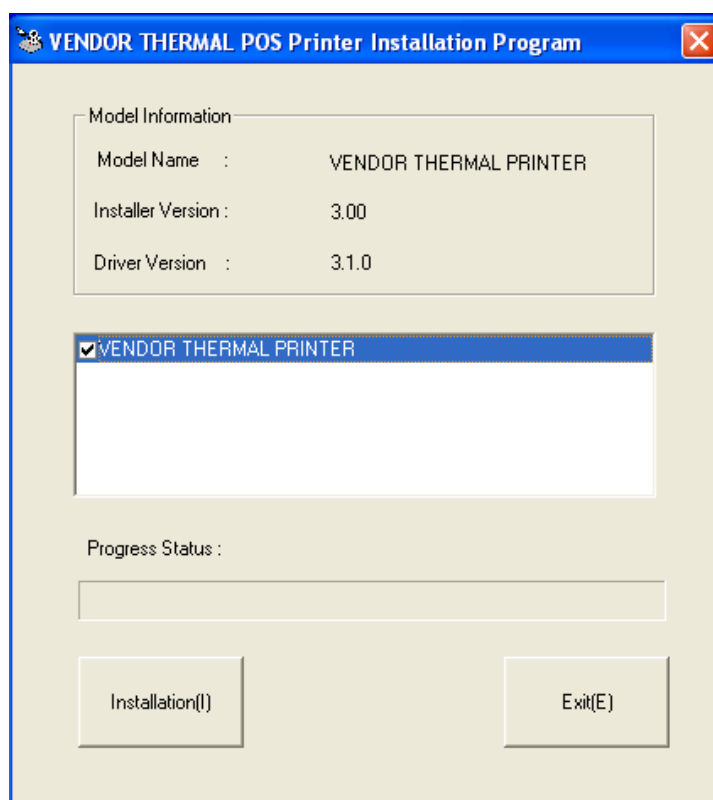 VENDOR THERMAL POS Printer Installation Program
Model Information
Model Name : VENDOR THERMAL PRINTER
Installer Version : 3.00
Driver Version : 3.1.0
VENDOR THERMAL PRINTER
Progress Status :
Installation(I) Exit(E)